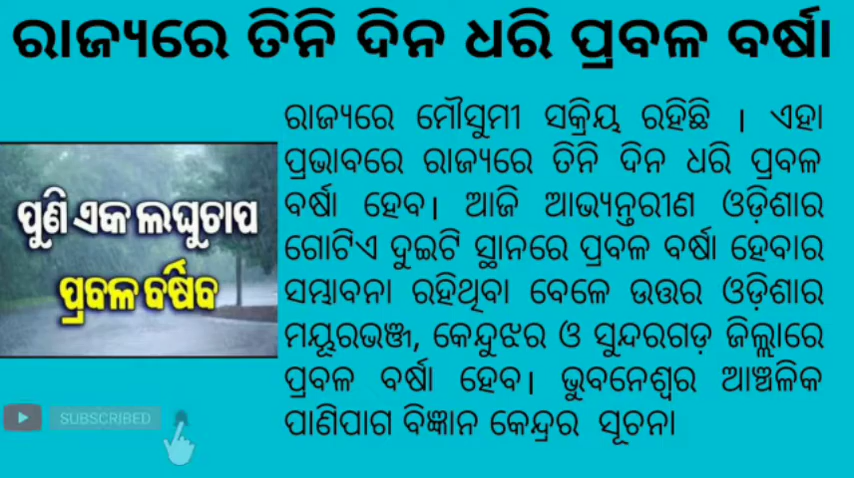 ରାଜ୍ୟରେ ତିନି ଦିନ ଧରି ପ୍ରବଳ ବର୍ଷା
ରାଜ୍ୟରେ ମୌସୁମୀ ସକ୍ରିୟ ରହିଛି । ଏହା
ପ୍ରଭାବରେ ରାଜ୍ୟରେ ତିନି ଦିନ ଧରି ପ୍ରବଳ
ବର୍ଷା ହେବ। ଆଜି ଆଭ୍ୟନ୍ତରୀଣ ଓଡ଼ିଶାର
ଗୋଟିଏ ଦୁଇଟି ସ୍ଥାନରେ ପ୍ରବଳ ବର୍ଷା ହେବାର
ସମ୍ଭାବନା ରହିଥିବା ବେଳେ ଉତ୍ତର ଓଡ଼ିଶାର
ମୟୂରଭଞ୍ଜ, କେନ୍ଦୁଝର ଓ ସୁନ୍ଦରଗଡ଼ ଜିଲ୍ଲାରେ
ପ୍ରବଳ ବର୍ଷା ହେବ। ଭୁବନେଶ୍ୱର ଆଞ୍ଚଳିକ
ପାଣିପାଗ ବିଜ୍ଞାନ କେନ୍ଦ୍ରର ସୂଚନା
ପୁଣି ଏକ ଲଘୁଚାପ
ପ୍ରବଳ ବର୍ଷିବ
SUBSCRIBED